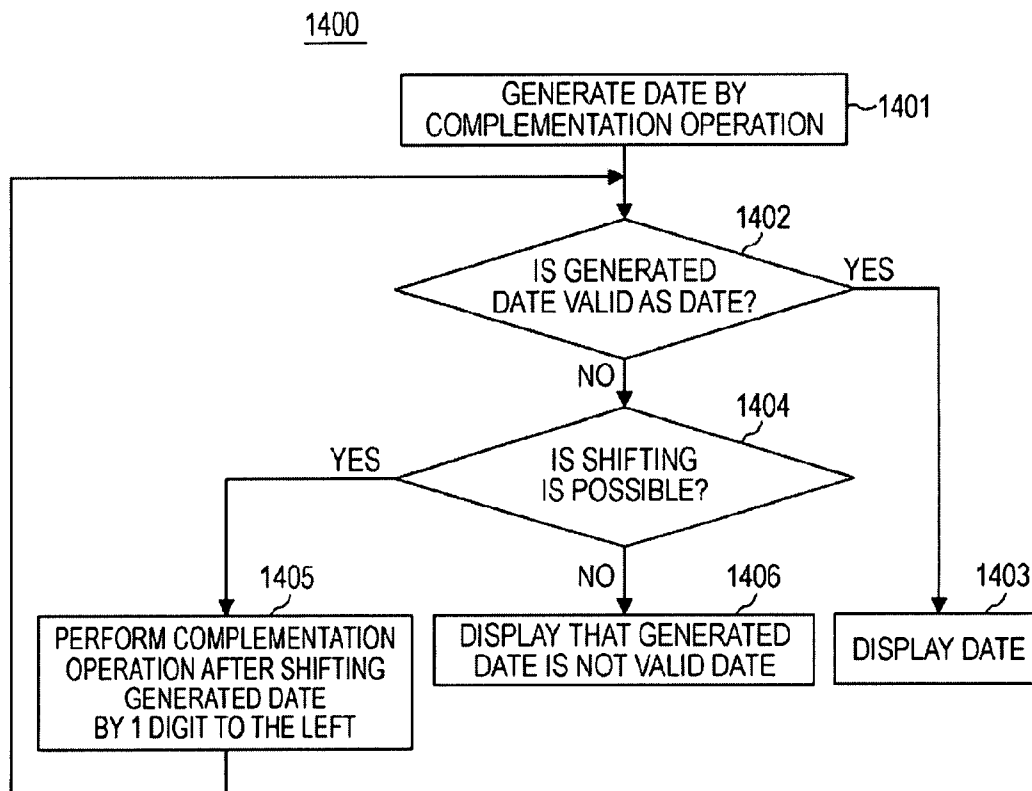 1400
GENERATE DATE BY
COMPLEMENTATION OPERATION
1401
1402
IS GENERATED
DATE VALID AS DATE?
YES
NO
1404
YES
IS SHIFTING
IS POSSIBLE?
NO
1405
1406
1403
PERFORM COMPLEMENTATION
OPERATION AFTER SHIFTING
GENERATED DATE
BY 1 DIGIT TO THE LEFT
DISPLAY THAT GENERATED
DATE IS NOT VALID DATE
DISPLAY DATE